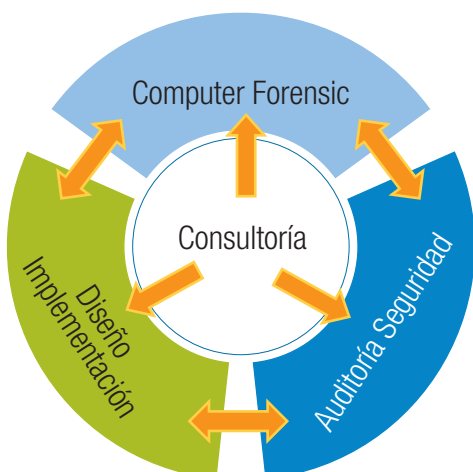 Computer Forensic
Consultoría
Diseño
Implementación
Auditoría Seguridad